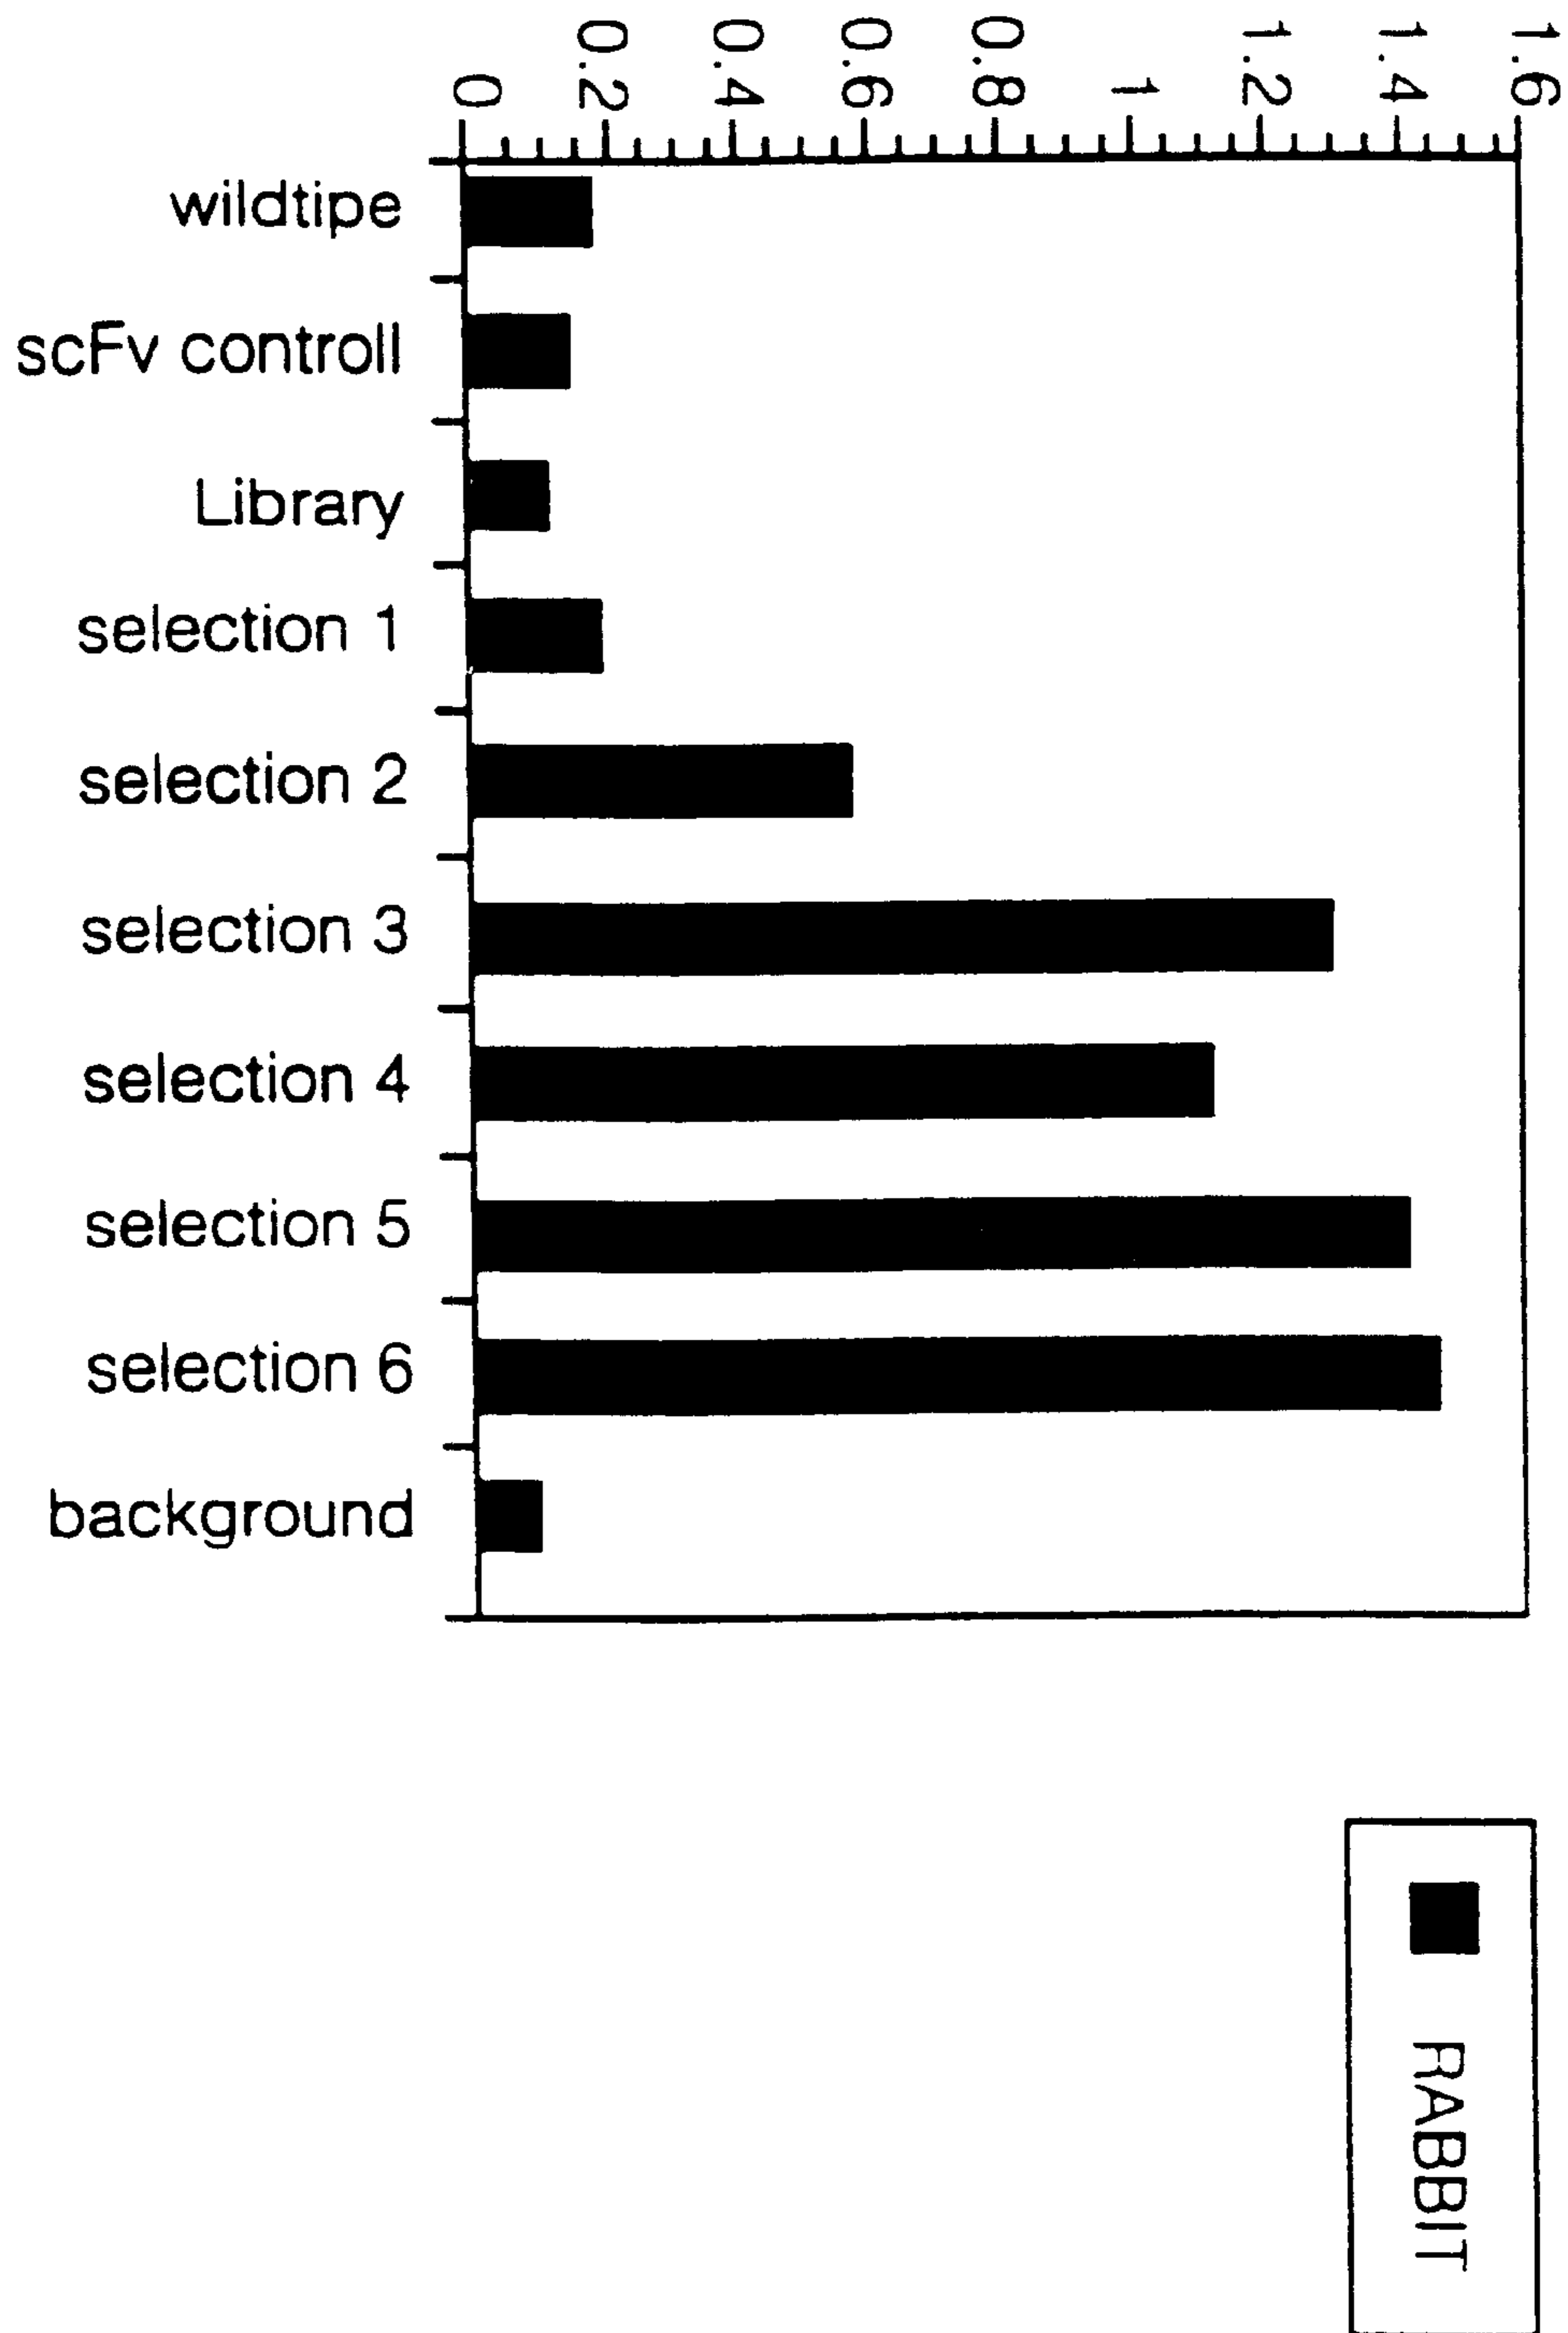 0
0.2
0.4
0.6
0.8
1
1.2
1.4
1.6
wildtipe
scFv controll
Library
selection 1
selection 2
selection 3
selection 4
selection 5
selection 6
background
RABBIT